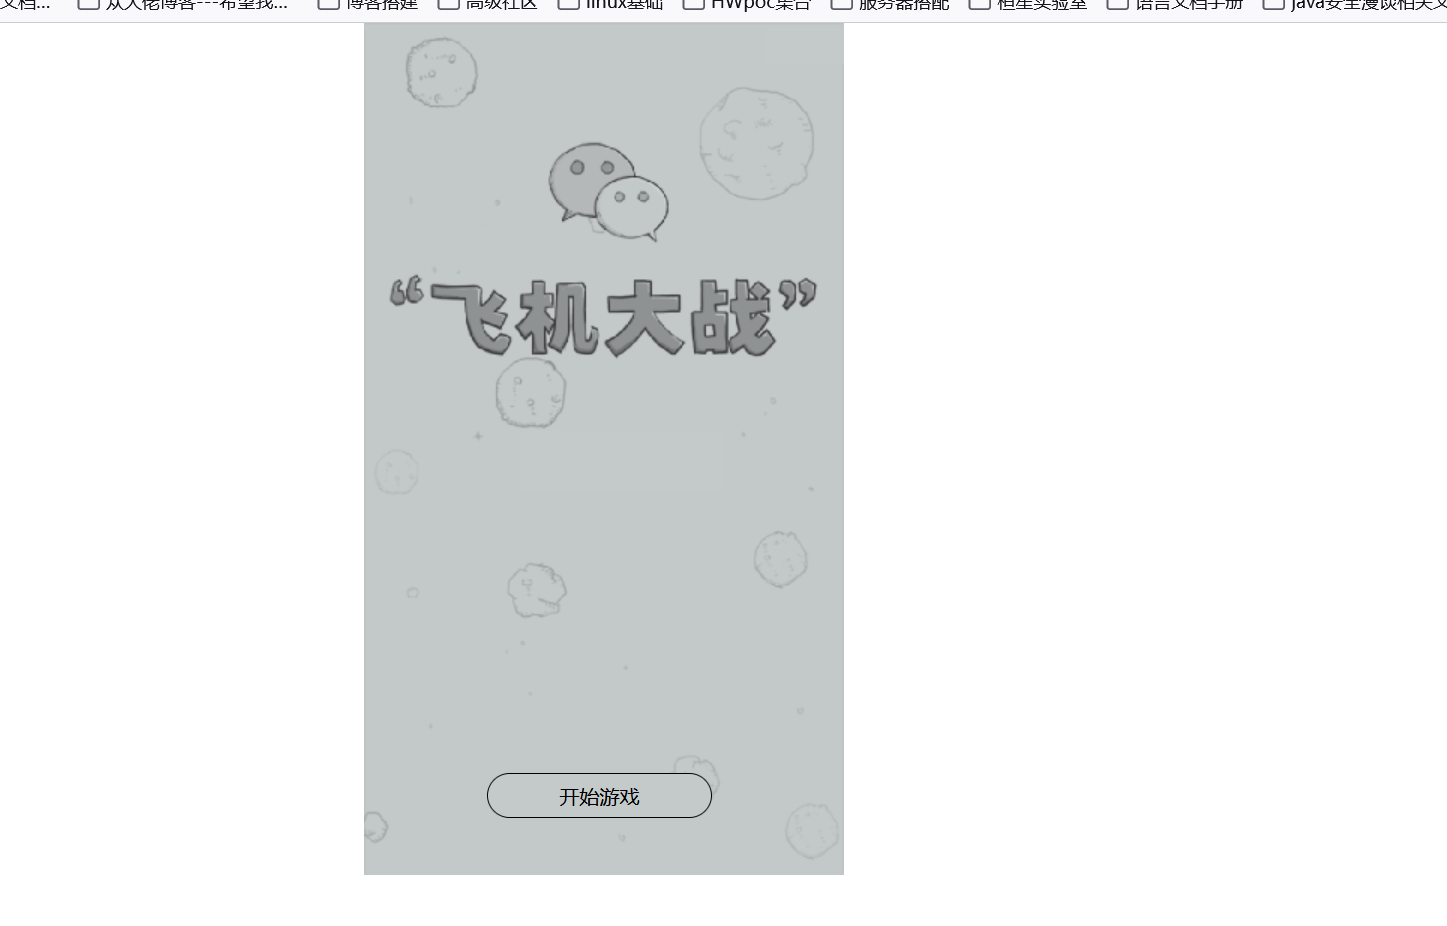 文档... 众大佬博客---希望我... 博客搭建 高级社区 linux基础 HWpoc集合 服务器搭配 恒星实验室 语言文档手册 java安全漫谈相关文
“飞机大战”
开始游戏